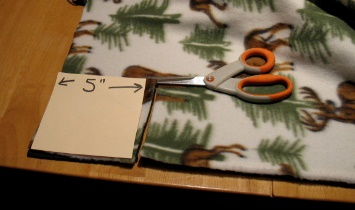 ← 5" →